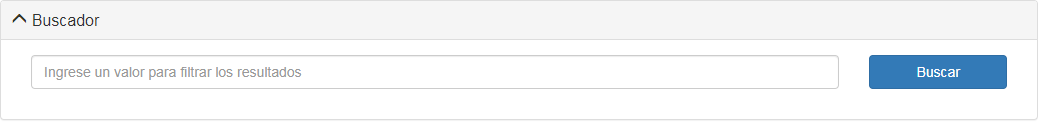 Buscador
Ingrese un valor para filtrar los resultados
Buscar